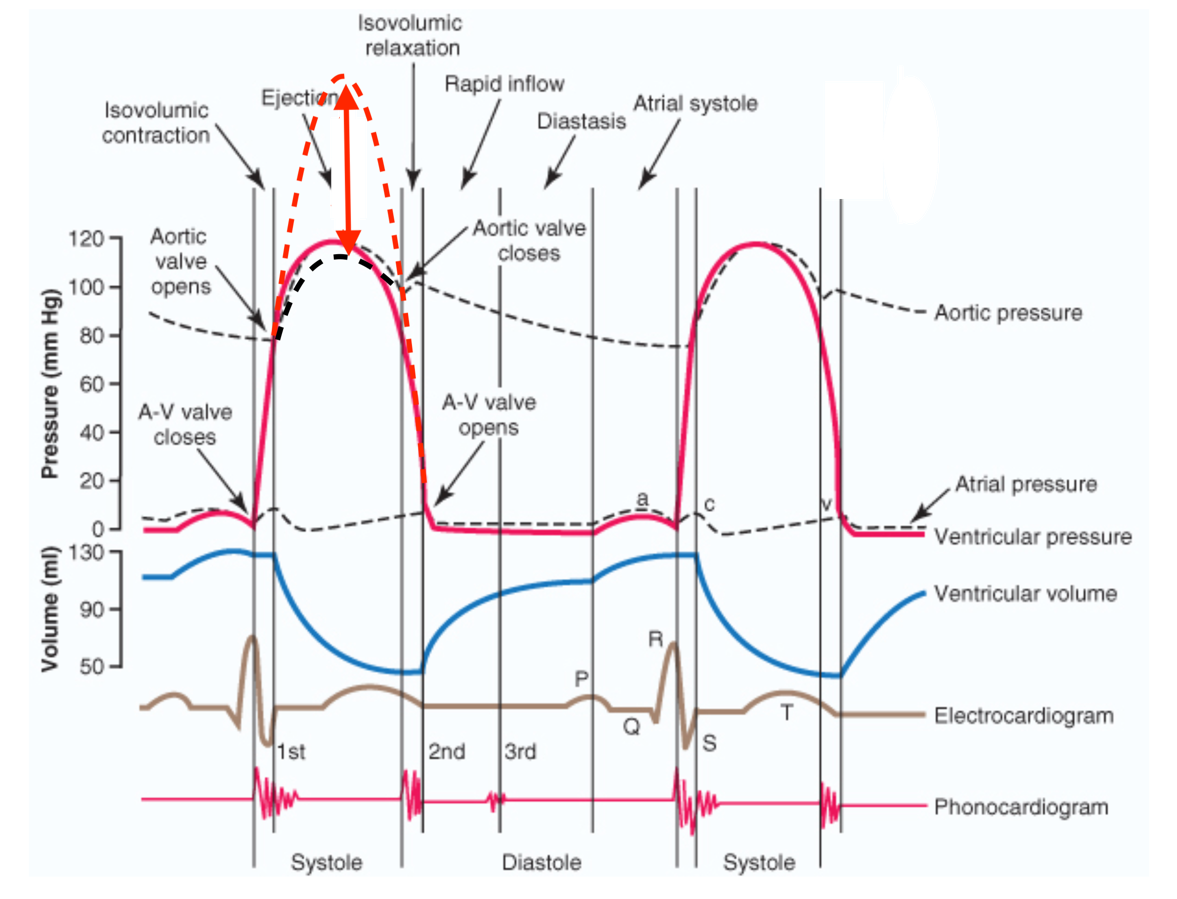 Isovolumic
relaxation
Ejection
Rapid inflow
Isovolumic
contraction
Diastasis
Atrial systole
120
100
80
60
40
20
0
Pressure (mm Hg)
Aortic
valve
opens
Aortic valve
closes
Aortic pressure
A-V valve
closes
A-V valve
opens
a
c
v
Atrial pressure
Ventricular pressure
130
90
50
Volume (ml)
Ventricular volume
R
P
Q
S
T
Electrocardiogram
1st
2nd
3rd
Phonocardiogram
Systole
Diastole
Systole